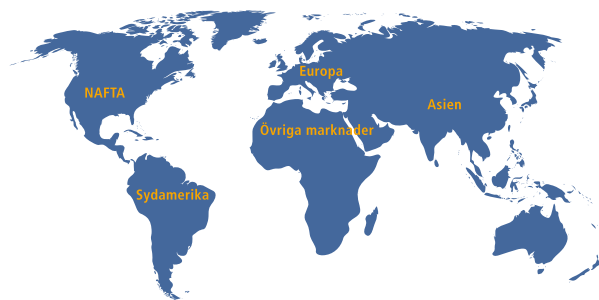 Europa
NAFTA
Asien
Övriga marknader
Sydamerika